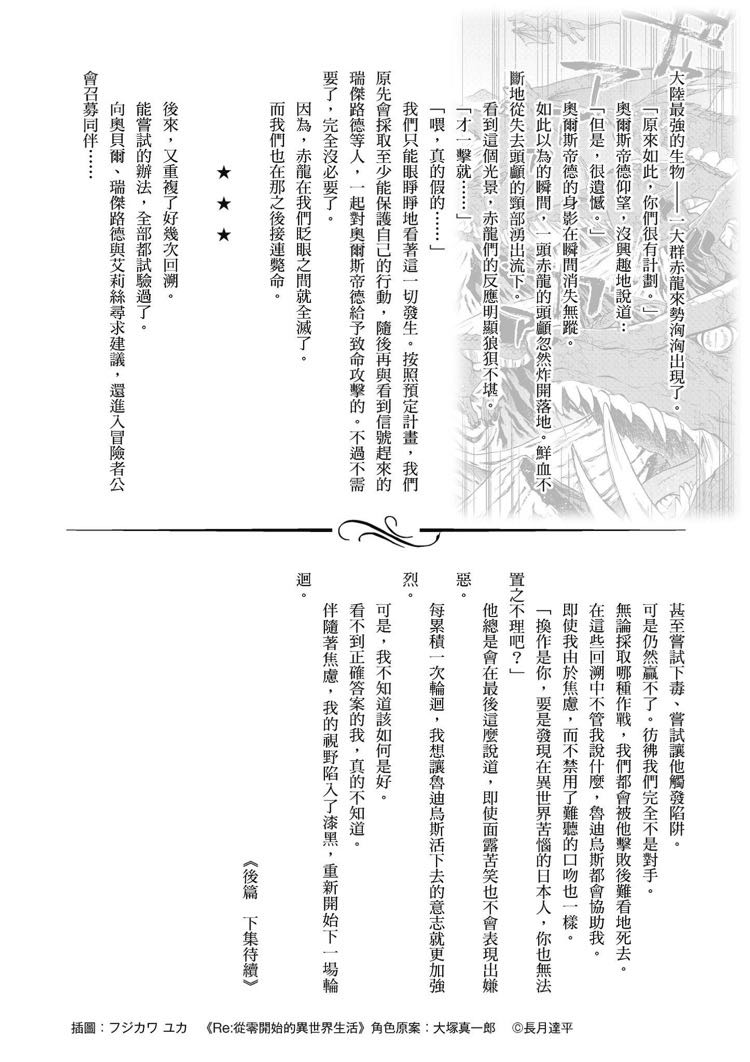 大陸最強的生物——一大群赤龍來勢洶洶出現了。
「原來如此，你們很有計劃。」
奧爾斯帝德仰望，沒興趣地說道：
「但是，很遺憾。」
奧爾斯帝德的身影在瞬間消失無蹤。
如此以為的瞬間，一頭赤龍的頭顱忽然炸開落地。鮮血不
斷地從失去頭顱的頸部湧出流下。
看到這個光景，赤龍們的反應明顯狼狽不堪。
「才一擊就……」
「喂，真的假的……」
我們只能眼睜睜地看著這一切發生。按照預定計畫，我們
原先會採取至少能保護自己的行動，隨後再與看到信號趕來的
瑞傑路德等人，一起對奧爾斯帝德給予致命攻擊的。不過不需
要了，完全沒必要了。
因為，赤龍在我們眨眼之間就全滅了。
而我們也在那之後接連斃命。
★ ★ ★
後來，又重複了好幾次回溯。
能嘗試的辦法，全部都試驗過了。
向奧貝爾、瑞傑路德與艾莉絲尋求建議，還進入冒險者公
會召募同伴……
甚至嘗試下毒、嘗試讓他觸發陷阱。
可是仍然贏不了。彷彿我們完全不是對手。
無論採取哪種作戰，我們都會被他擊敗後難看地死去。
在這些回溯中不管我說什麼，魯迪烏斯都會協助我。
即使我由於焦慮，而不禁用了難聽的口吻也一樣。
「換作是你，要是發現在異世界苦惱的日本人，你也無法
置之不理吧？」
他總是會在最後這麼說道，即使面露苦笑也不會表現出嫌
惡。
每累積一次輪迴，我想讓魯迪烏斯活下去的意志就更加強
烈。
可是，我不知道該如何是好。
看不到正確答案的我，真的不知道。
伴隨著焦慮，我的視野陷入了漆黑，重新開始下一場輪
迴。
《後篇　下集待續》
插圖：フジカワ ユカ　《Re:從零開始的異世界生活》角色原案：大塚真一郎　©長月達平